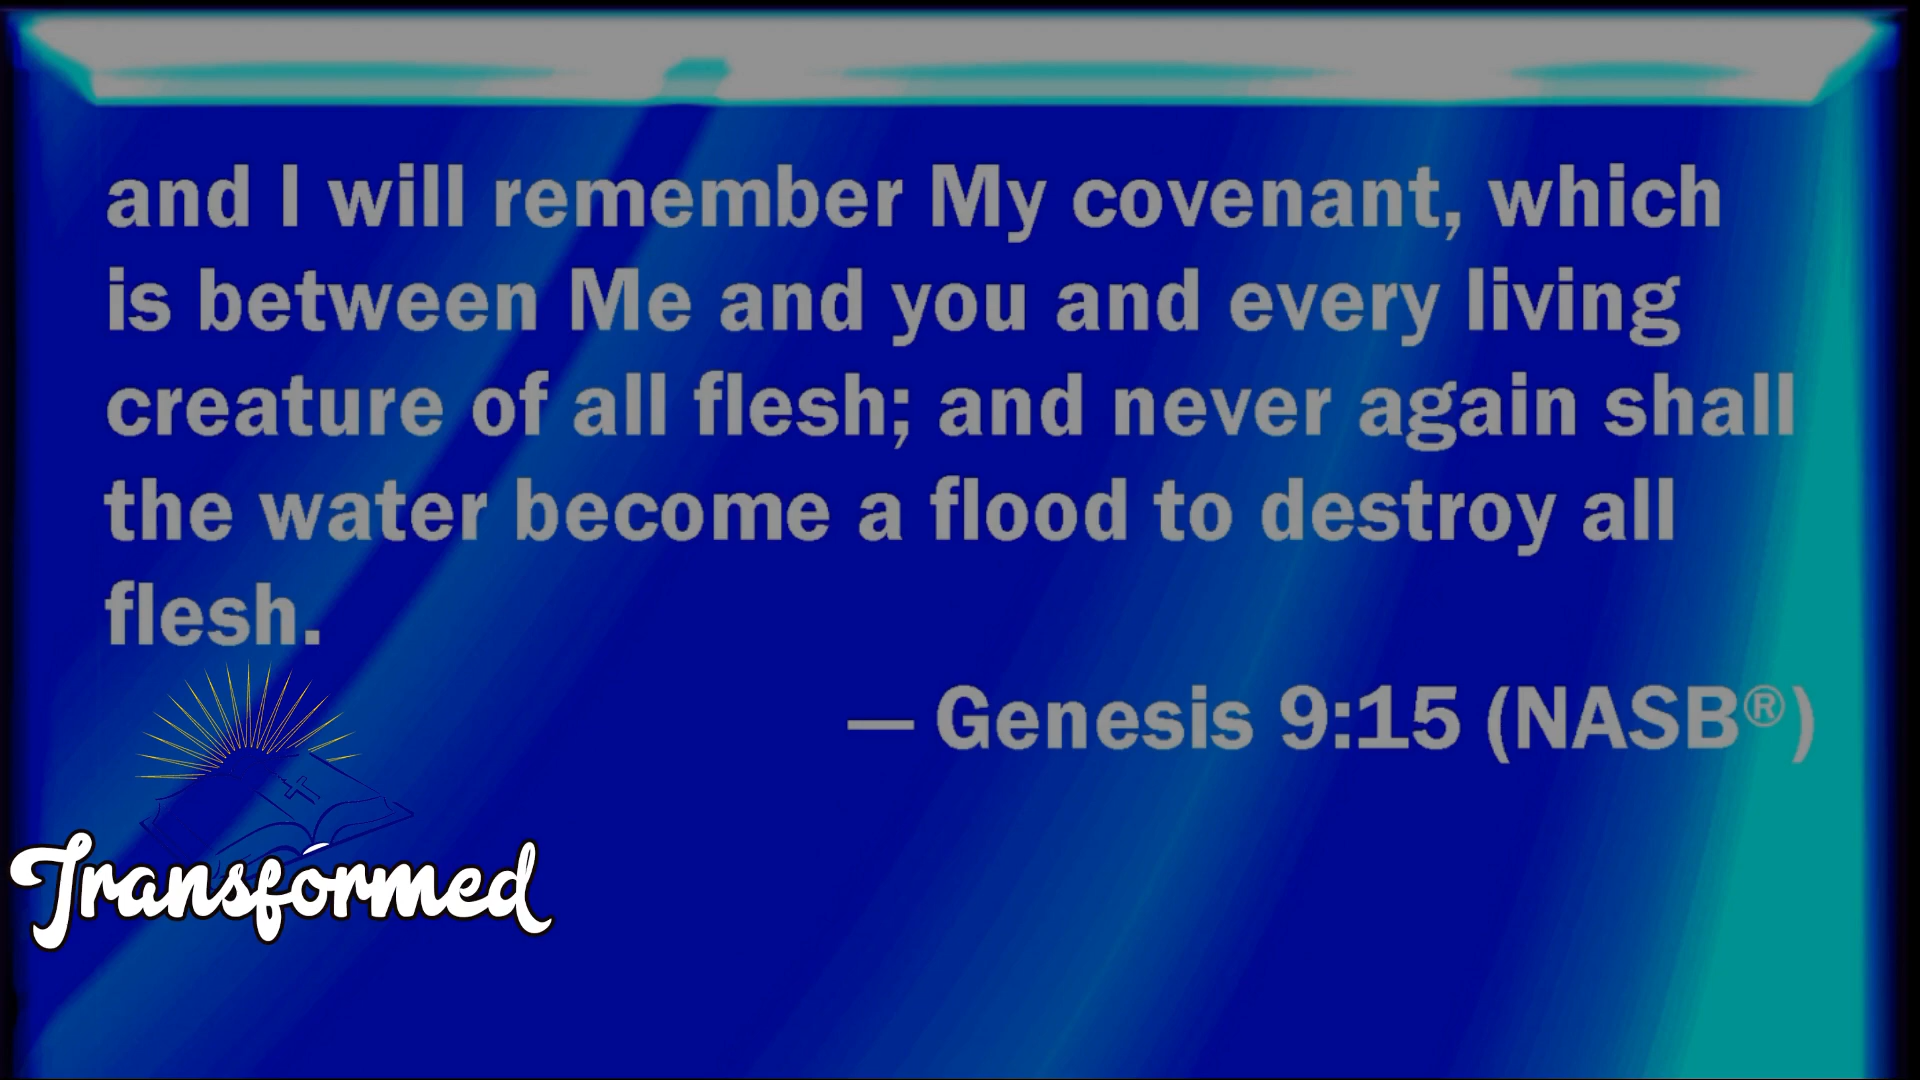 and I will remember My covenant, which
is between Me and you and every living
creature of all flesh; and never again shall
the water become a flood to destroy all
flesh.
— Genesis 9:15 (NASB®)
Transformed